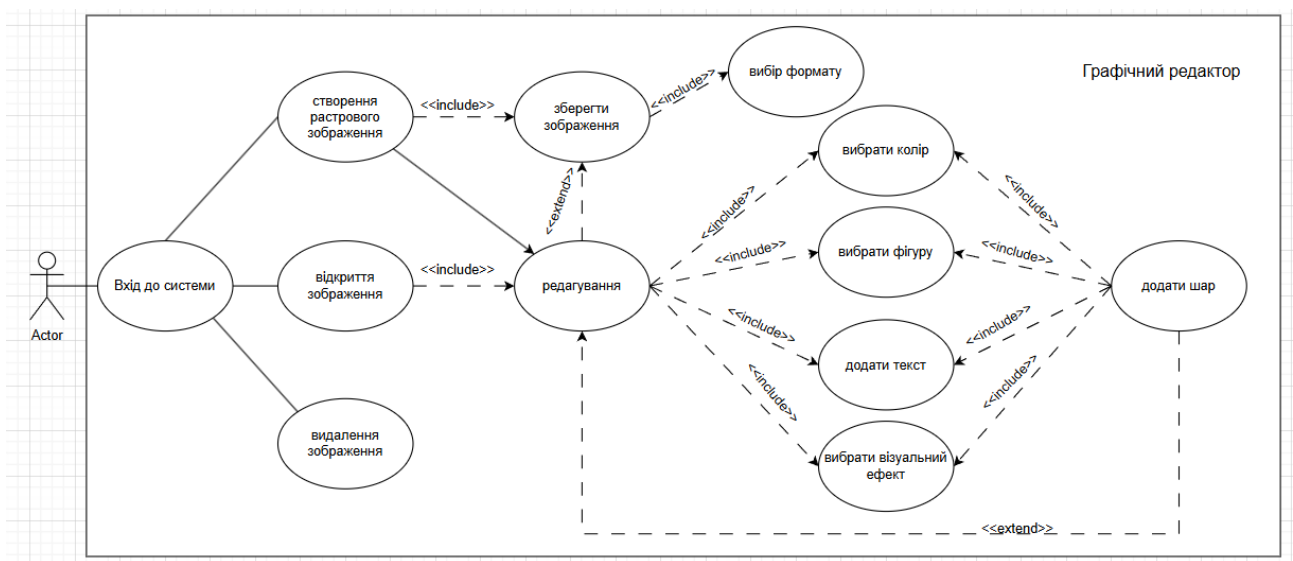 Графічний редактор
вибір формату
<<include>>
створення
растрового
зображення
<<include>>
зберегти
зображення
вибрати колір
<<include>>
<<include>>
<<extend>>
вибрати фігуру
<<include>>
<<include>>
Actor
Вхід до системи
відкриття
зображення
<<include>>
редагування
додати шар
<<include>>
<<include>>
додати текст
<<include>>
<<include>>
видалення
зображення
вибрати візуальний
ефект
<<extend>>